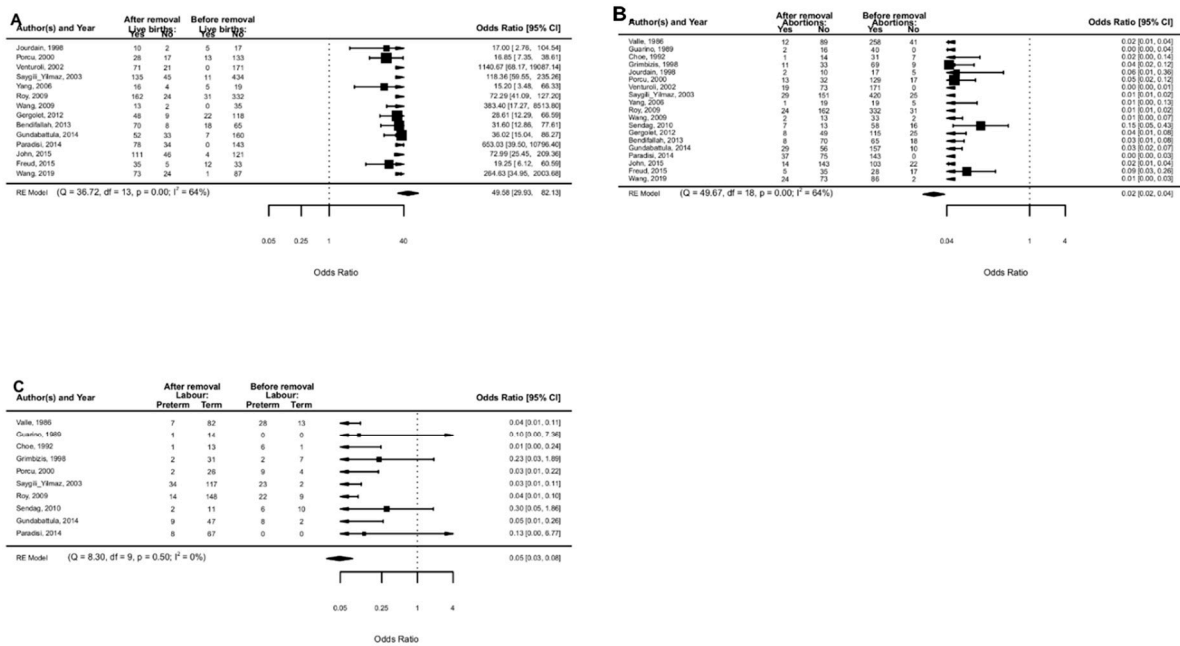 A
After removal Before removal
Live births: Live births:
Author(s) and Year Yes No Yes No Odds Ratio [95% CI]
Jourdain, 1998 10 2 5 17 17.00 [ 2.76, 104.54]
Porcu, 2000 28 17 13 133 16.85 [ 7.35, 38.61]
Venturoli, 2002 71 21 0 171 1140.67 [68.17, 19087.14]
Saygili_Yilmaz, 2003 135 45 11 434 118.36 [59.55, 235.26]
Yang, 2006 16 4 5 19 15.20 [ 3.48, 66.33]
Roy, 2009 162 24 31 332 72.29 [41.09, 127.20]
Wang, 2009 13 2 0 35 383.40 [17.27, 8513.80]
Gergolet, 2012 48 9 22 118 28.61 [12.29, 66.59]
Bendifallah, 2013 70 8 18 65 31.60 [12.86, 77.61]
Gundabattula, 2014 52 33 7 160 36.02 [15.04, 86.27]
Paradisi, 2014 78 34 0 143 653.03 [39.50, 10796.40]
John, 2015 111 46 4 121 72.99 [25.45, 209.36]
Freud, 2015 35 5 12 33 19.25 [ 6.12, 60.59]
Wang, 2019 73 24 1 87 264.63 [34.95, 2003.68]
RE Model (Q = 36.72, df = 13, p = 0.00; I² = 64%) 49.58 [29.93, 82.13]
0.05 0.25 1 40
Odds Ratio
B
After removal Before removal
Abortions: Abortions:
Author(s) and Year Yes No Yes No Odds Ratio [95% CI]
Valle, 1986 12 89 258 41 0.02 [0.01, 0.04]
Guarino, 1989 2 16 40 0 0.00 [0.00, 0.04]
Choe, 1992 1 14 31 7 0.02 [0.00, 0.14]
Grimbizis, 1998 11 33 69 9 0.04 [0.02, 0.12]
Jourdain, 1998 2 10 17 5 0.06 [0.01, 0.36]
Porcu, 2000 13 32 129 17 0.05 [0.02, 0.12]
Venturoli, 2002 19 73 171 0 0.00 [0.00, 0.01]
Saygili_Yilmaz, 2003 29 151 420 25 0.01 [0.01, 0.02]
Yang, 2006 1 19 19 5 0.01 [0.00, 0.13]
Roy, 2009 24 162 332 31 0.01 [0.01, 0.02]
Wang, 2009 2 13 33 2 0.01 [0.00, 0.07]
Sendag, 2010 7 13 58 16 0.15 [0.05, 0.43]
Gergolet, 2012 8 49 115 25 0.04 [0.01, 0.08]
Bendifallah, 2013 8 70 65 18 0.03 [0.01, 0.08]
Gundabattula, 2014 29 56 157 10 0.03 [0.02, 0.07]
Paradisi, 2014 37 75 143 0 0.00 [0.00, 0.03]
John, 2015 14 143 103 22 0.02 [0.01, 0.04]
Freud, 2015 5 35 28 17 0.09 [0.03, 0.26]
Wang, 2019 24 73 86 2 0.01 [0.00, 0.03]
RE Model (Q = 49.67, df = 18, p = 0.00; I² = 64%) 0.02 [0.02, 0.04]
0.04 1 4
Odds Ratio
C
After removal Before removal
Labour: Labour:
Author(s) and Year Preterm Term Preterm Term Odds Ratio [95% CI]
Valle, 1986 7 82 28 13 0.04 [0.01, 0.11]
Guarino, 1989 1 14 0 0 0.10 [0.00, 7.36]
Choe, 1992 1 13 6 1 0.01 [0.00, 0.24]
Grimbizis, 1998 2 31 2 7 0.23 [0.03, 1.89]
Porcu, 2000 2 26 9 4 0.03 [0.01, 0.22]
Saygili_Yilmaz, 2003 34 117 23 2 0.03 [0.01, 0.11]
Roy, 2009 14 148 22 9 0.04 [0.01, 0.10]
Sendag, 2010 2 11 6 10 0.30 [0.05, 1.86]
Gundabattula, 2014 9 47 8 2 0.05 [0.01, 0.26]
Paradisi, 2014 8 67 0 0 0.13 [0.00, 6.77]
RE Model (Q = 8.30, df = 9, p = 0.50; I² = 0%) 0.05 [0.03, 0.08]
0.05 0.25 1 4
Odds Ratio